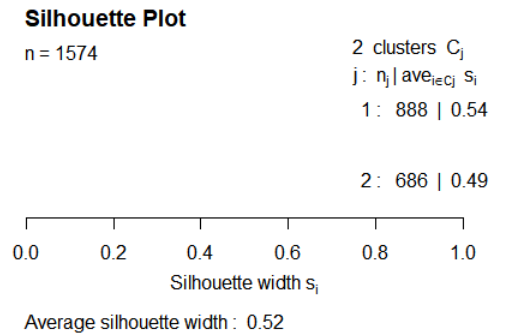 Silhouette Plot
n = 1574
2 clusters Cj
j : nj | avei∈Cj si
1 : 888 | 0.54
2 : 686 | 0.49
0.0 0.2 0.4 0.6 0.8 1.0
Silhouette width si
Average silhouette width : 0.52